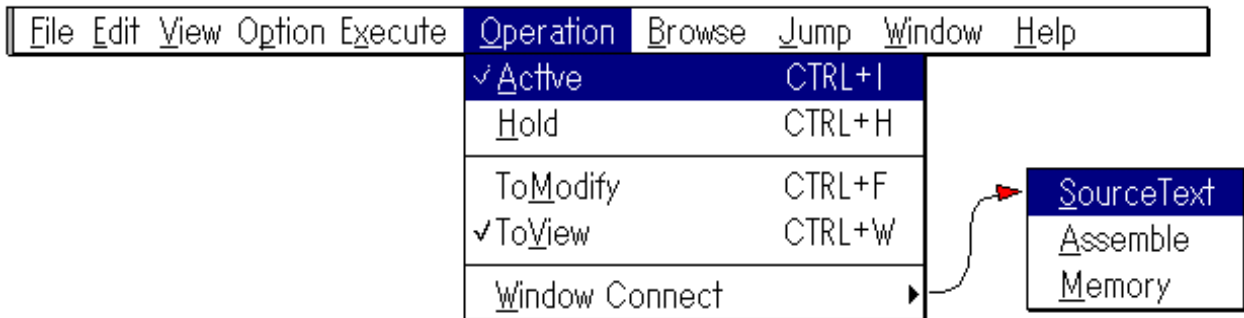 File Edit View Option Execute Operation Browse Jump Window Help
✓ Active CTRL+I
Hold CTRL+H
ToModify CTRL+F
✓ ToView CTRL+W
Window Connect
SourceText
Assemble
Memory